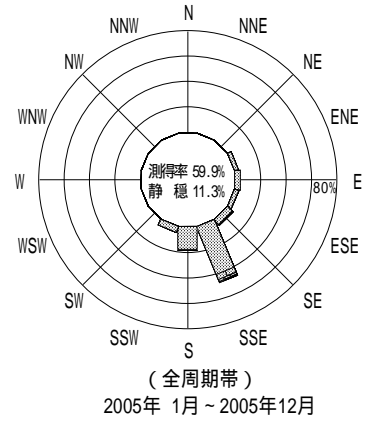 N
NNW
NNE
NW
NE
WNW
ENE
測得率 59.9%
静 穏 11.3%
W
80%
E
WSW
ESE
SW
SE
SSW
SSE
S
(全周期帯)
2005年 1月~2005年12月